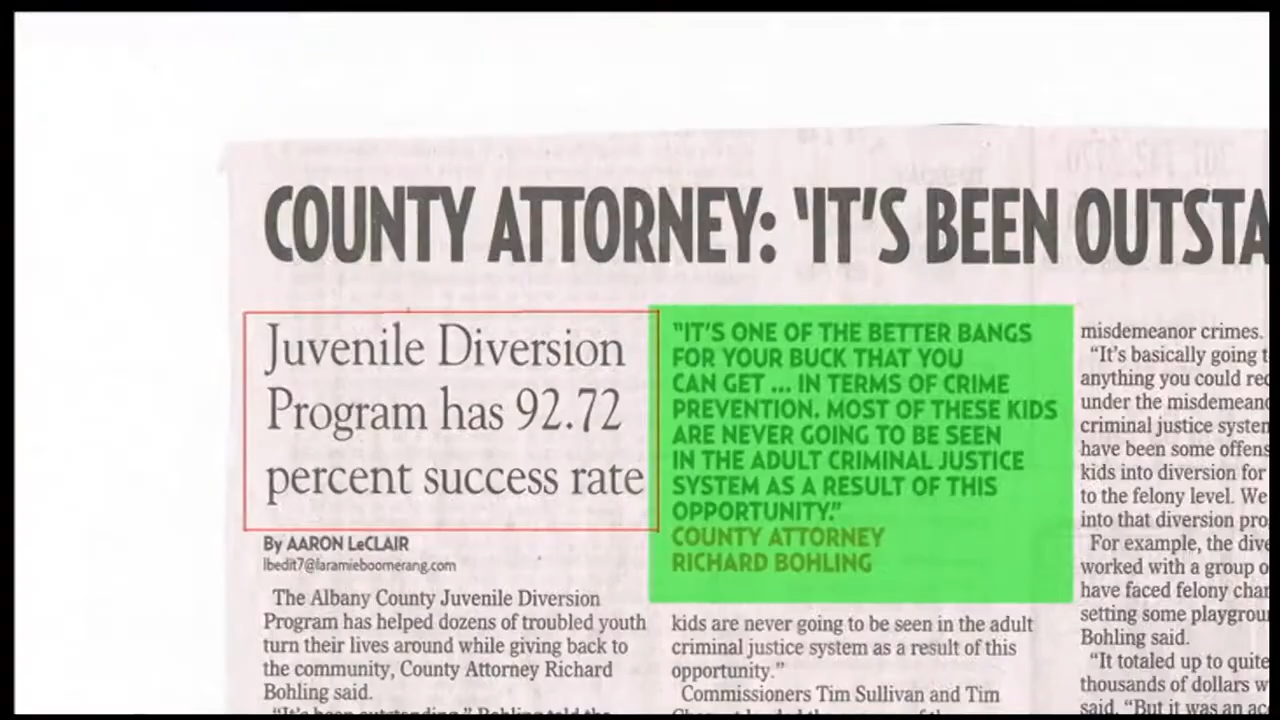 COUNTY ATTORNEY: 'IT'S BEEN
Juvenile Diversion
Program has 92.72
percent success rate
By AARON LeCLAIR
lbedit7@laramieboomerang.com
The Albany County Juvenile Diversion
Program has helped dozens of troubled youth
turn their lives around while giving back to
the community, County Attorney Richard
Bohling said.
"IT'S ONE OF THE BETTER BANGS
FOR YOUR BUCK THAT YOU
CAN GET ... IN TERMS OF CRIME
PREVENTION. MOST OF THESE KIDS
ARE NEVER GOING TO BE SEEN
IN THE ADULT CRIMINAL JUSTICE
SYSTEM AS A RESULT OF THIS
OPPORTUNITY."
COUNTY ATTORNEY
RICHARD BOHLING
kids are never going to be seen in the adult
criminal justice system as a result of this
opportunity."
Commissioners Tim Sullivan and Tim
misdemeanor crimes.
"It's basically going
anything you could
under the
criminal justice
have been some
kids into diversion for
to the felony level. We
into that diversion
For example, the
worked with a group
have faced felony
setting some
Bohling said.
"It totaled up to quite
thousands of dollars
said. "But it was an